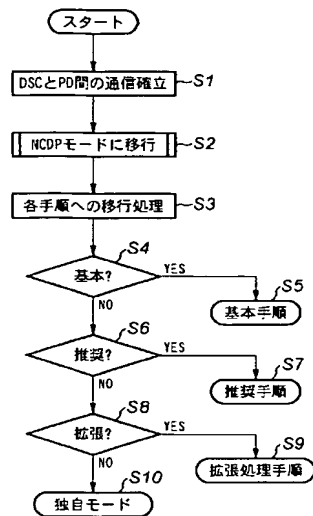 スタート
DSCとPD間の通信確立 S1
NCDPモードに移行 S2
各手順への移行処理 S3
S4
基本? YES
S5
NO
基本手順
S6
推奨? YES
S7
NO
推奨手順
S8
拡張? YES
S9
NO
拡張処理手順
S10
独自モード